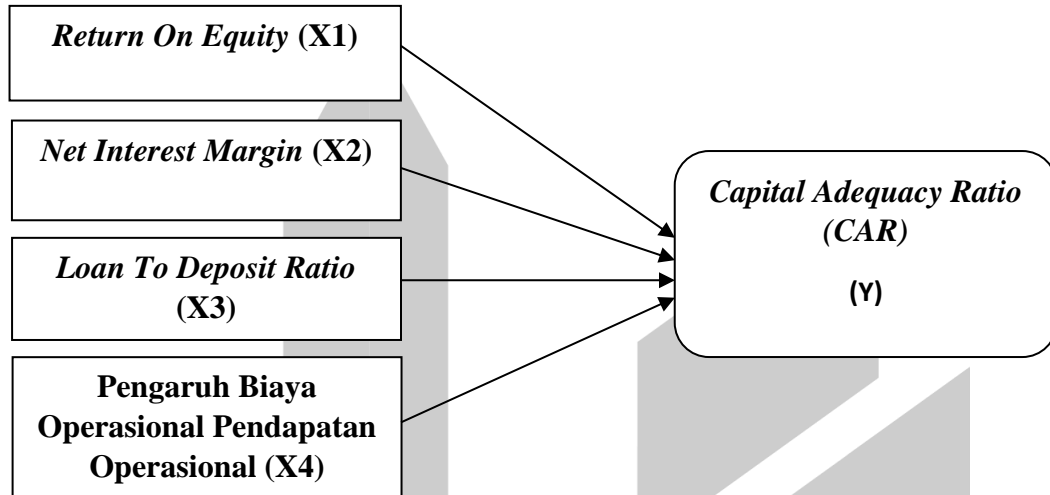 Return On Equity (X1)
Net Interest Margin (X2)
Loan To Deposit Ratio
(X3)
Pengaruh Biaya
Operasional Pendapatan
Operasional (X4)
Capital Adequacy Ratio
(CAR)
(Y)